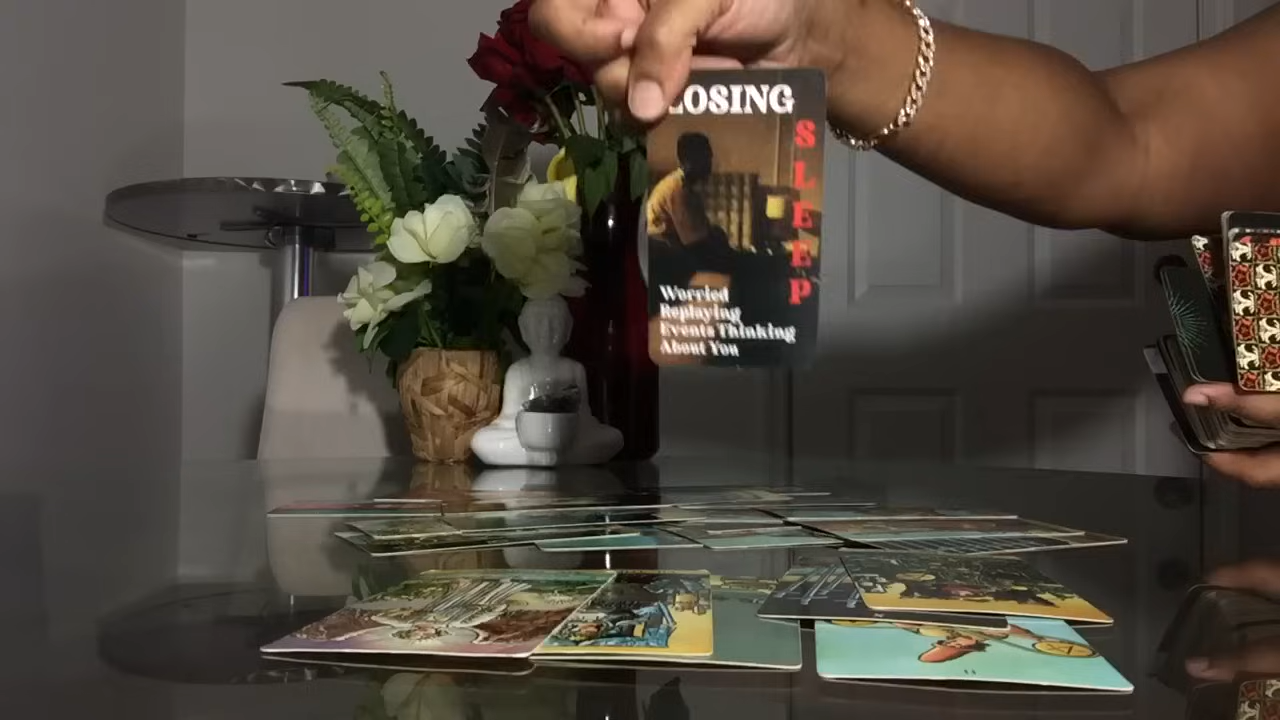 LOSING
SLEEP
Worried
Replaying
Events Thinking
About You